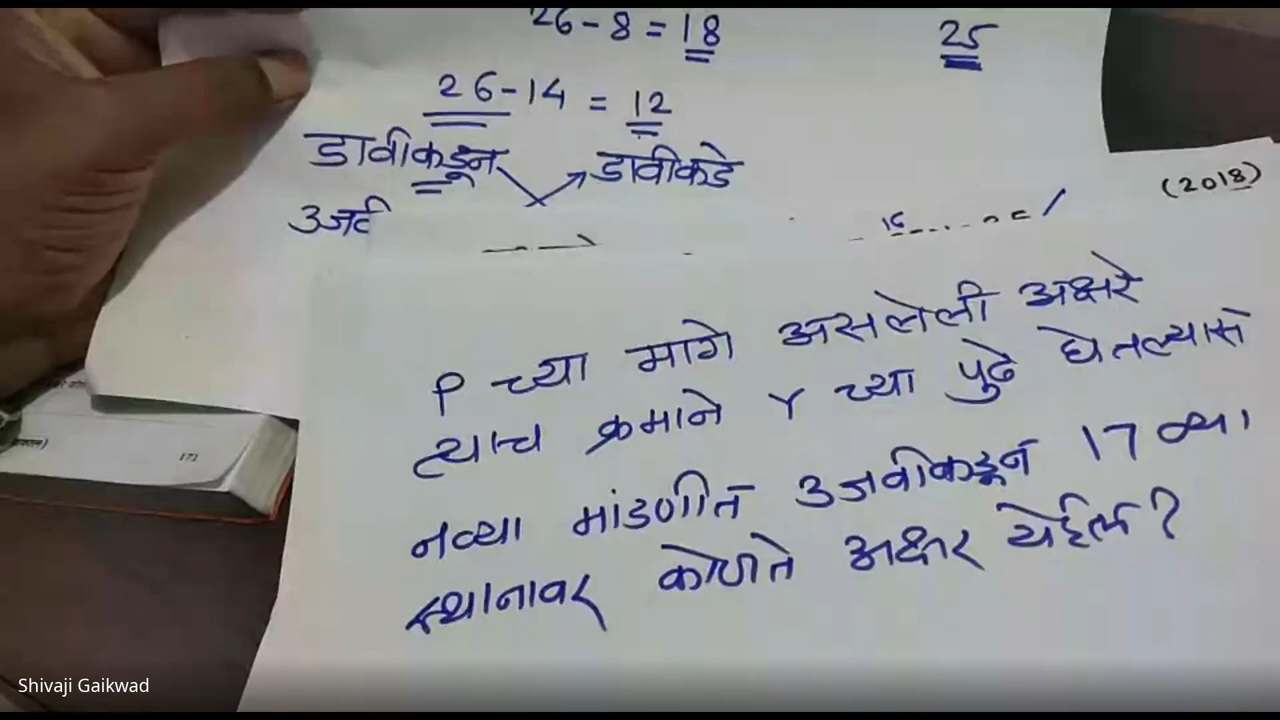 26-8 = 18
25
26-14 = 12
डावीकडून डावीकडे
(2018)
P च्या मागे असलेली अक्षरे
त्याच क्रमाने Y च्या पुढे घेतल्यास
नव्या मांडणीत उजवीकडून 17 व्या
स्थानावर कोणते अक्षर येईल?
171
Shivaji Gaikwad